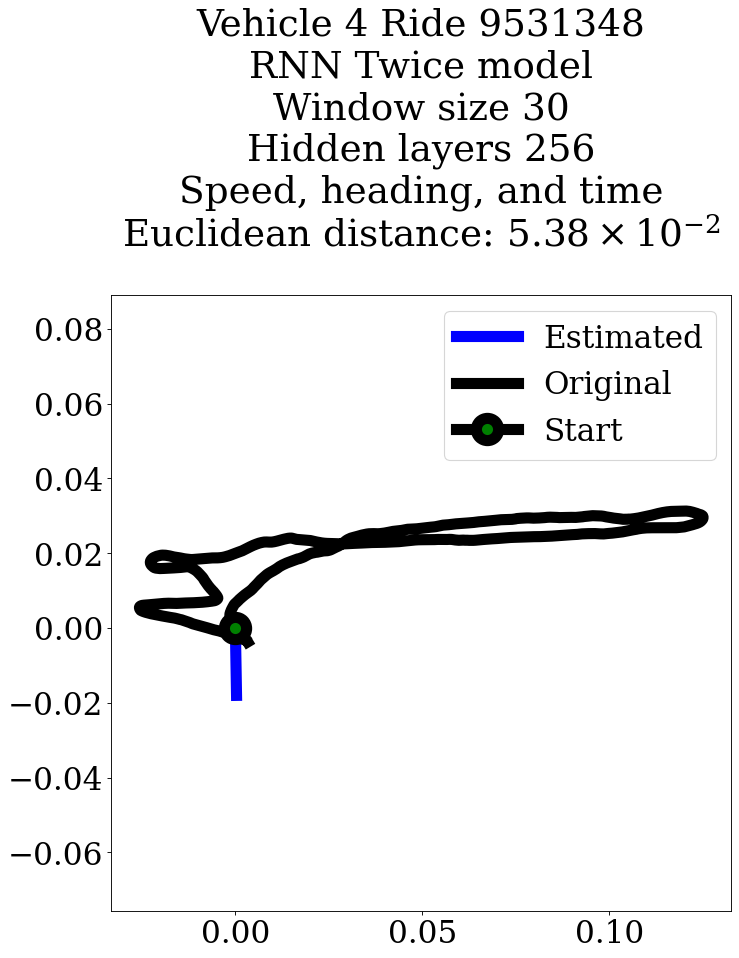 Vehicle 4 Ride 9531348
RNN Twice model
Window size 30
Hidden layers 256
Speed, heading, and time
Euclidean distance: 5.38 × 10⁻²
Estimated
Original
Start
0.08
0.06
0.04
0.02
0.00
−0.02
−0.04
−0.06
0.00 0.05 0.10